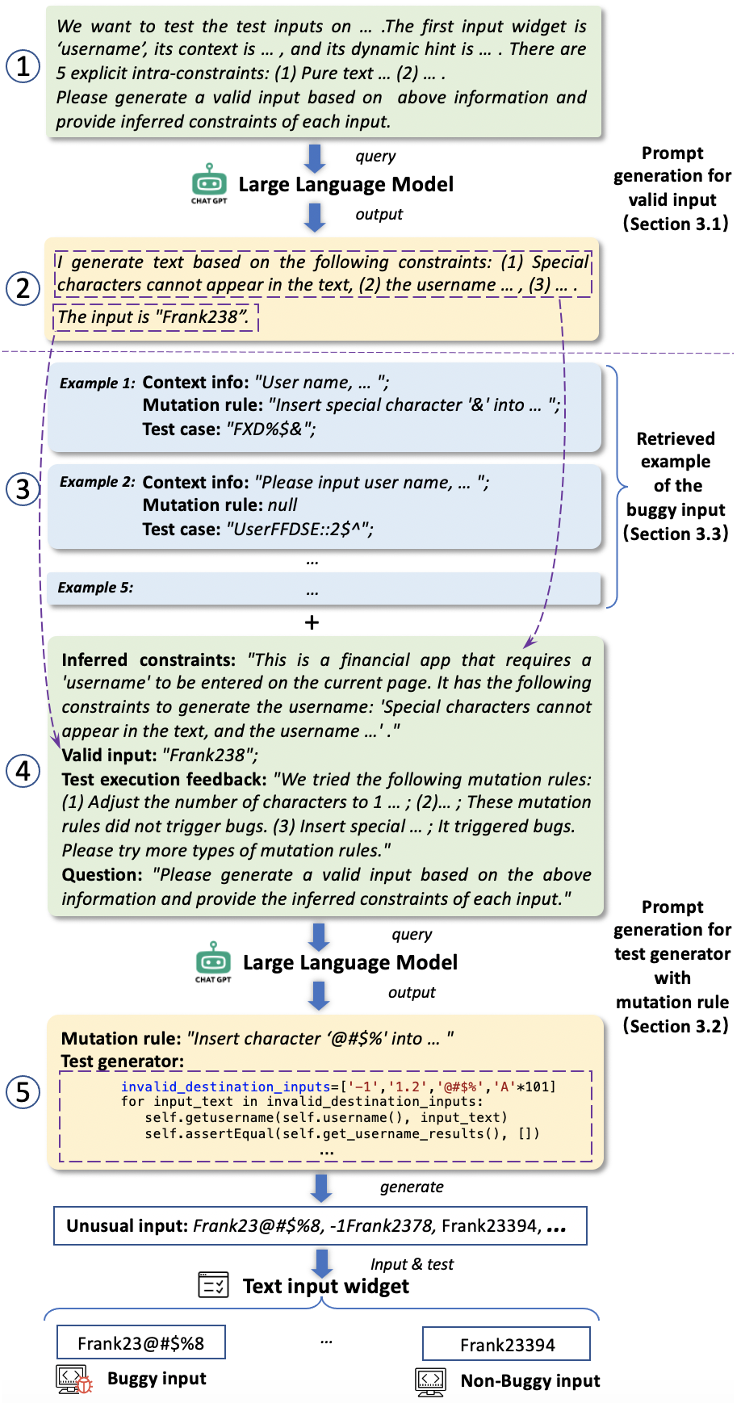 ①
We want to test the test inputs on … .The first input widget is
‘username’, its context is … , and its dynamic hint is … . There are
5 explicit intra-constraints: (1) Pure text … (2) … .
Please generate a valid input based on above information and
provide inferred constraints of each input.
query
CHAT GPT
Large Language Model
output
Prompt
generation for
valid input
(Section 3.1)
②
I generate text based on the following constraints: (1) Special
characters cannot appear in the text, (2) the username … , (3) … .
The input is "Frank238”.
③
Example 1: Context info: "User name, … ";
Mutation rule: "Insert special character '&' into … ";
Test case: "FXD%$&";
Example 2: Context info: "Please input user name, … ";
Mutation rule: null
Test case: "UserFFDSE::2$^";
…
Example 5: …
Retrieved
example
of the
buggy input
(Section 3.3)
+
④
Inferred constraints: "This is a financial app that requires a
'username' to be entered on the current page. It has the following
constraints to generate the username: 'Special characters cannot
appear in the text, and the username …' ."
Valid input: "Frank238";
Test execution feedback: "We tried the following mutation rules:
(1) Adjust the number of characters to 1 … ; (2)… ; These mutation
rules did not trigger bugs. (3) Insert special … ; It triggered bugs.
Please try more types of mutation rules."
Question: "Please generate a valid input based on the above
information and provide the inferred constraints of each input."
query
CHAT GPT
Large Language Model
output
Prompt
generation for
test generator
with
mutation rule
(Section 3.2)
⑤
Mutation rule: "Insert character ‘@#$%' into … "
Test generator:
invalid_destination_inputs=['-1','1.2','@#$%','A'*101]
for input_text in invalid_destination_inputs:
self.getusername(self.username(), input_text)
self.assertEqual(self.get_username_results(), [])
…
generate
Unusual input: Frank23@#$%8, -1Frank2378, Frank23394, …
Input & test
Text input widget
Frank23@#$%8
…
Frank23394
Buggy input
Non-Buggy input